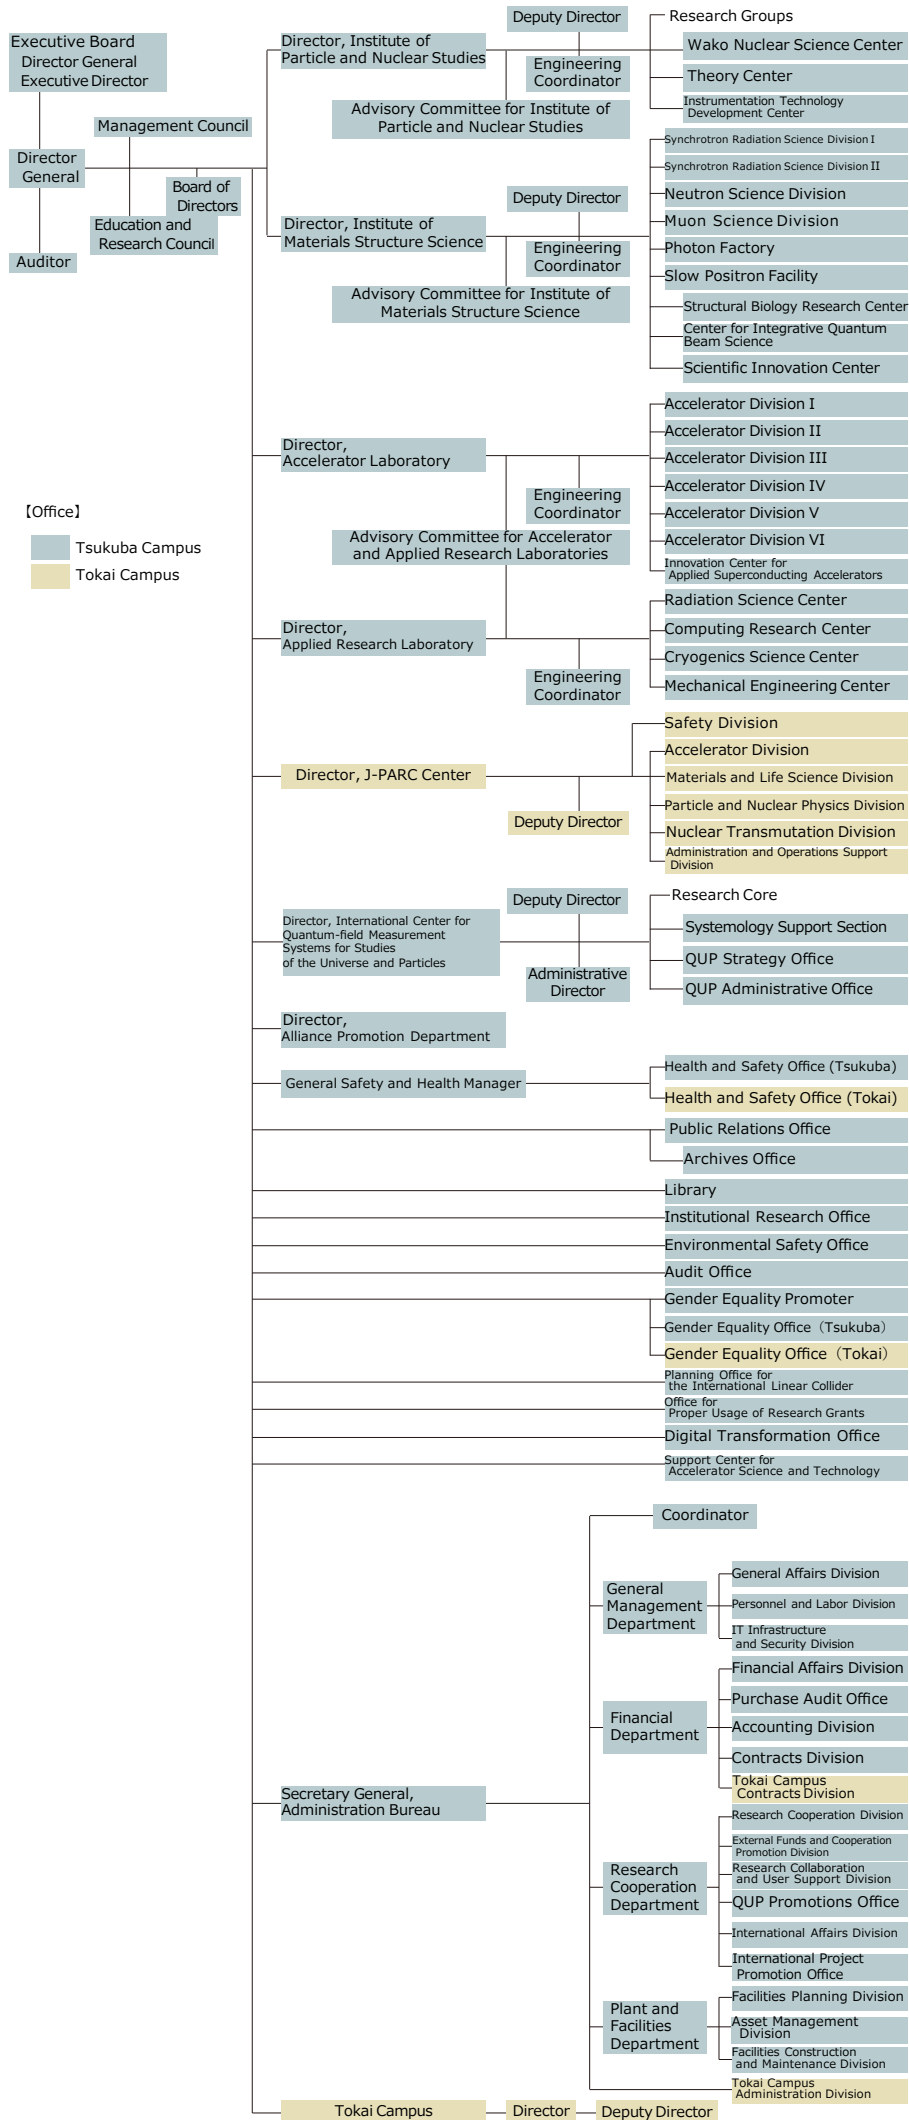 Executive Board
Director General
Executive Director
Management Council
Director
General
Board of
Directors
Education and
Research Council
Auditor
【Office】
Tsukuba Campus
Tokai Campus
Director, Institute of
Particle and Nuclear Studies
Deputy Director
Engineering
Coordinator
Advisory Committee for Institute of
Particle and Nuclear Studies
Research Groups
Wako Nuclear Science Center
Theory Center
Instrumentation Technology
Development Center
Director, Institute of
Materials Structure Science
Deputy Director
Engineering
Coordinator
Advisory Committee for Institute of
Materials Structure Science
Synchrotron Radiation Science Division I
Synchrotron Radiation Science Division II
Neutron Science Division
Muon Science Division
Photon Factory
Slow Positron Facility
Structural Biology Research Center
Center for Integrative Quantum
Beam Science
Scientific Innovation Center
Director,
Accelerator Laboratory
Engineering
Coordinator
Advisory Committee for Accelerator
and Applied Research Laboratories
Accelerator Division I
Accelerator Division II
Accelerator Division III
Accelerator Division IV
Accelerator Division V
Accelerator Division VI
Innovation Center for
Applied Superconducting Accelerators
Director,
Applied Research Laboratory
Engineering
Coordinator
Radiation Science Center
Computing Research Center
Cryogenics Science Center
Mechanical Engineering Center
Director, J-PARC Center
Deputy Director
Safety Division
Accelerator Division
Materials and Life Science Division
Particle and Nuclear Physics Division
Nuclear Transmutation Division
Administration and Operations Support
Division
Director, International Center for
Quantum-field Measurement
Systems for Studies
of the Universe and Particles
Deputy Director
Administrative
Director
Research Core
Systemology Support Section
QUP Strategy Office
QUP Administrative Office
Director,
Alliance Promotion Department
General Safety and Health Manager
Health and Safety Office (Tsukuba)
Health and Safety Office (Tokai)
Public Relations Office
Archives Office
Library
Institutional Research Office
Environmental Safety Office
Audit Office
Gender Equality Promoter
Gender Equality Office（Tsukuba）
Gender Equality Office（Tokai）
Planning Office for
the International Linear Collider
Office for
Proper Usage of Research Grants
Digital Transformation Office
Support Center for
Accelerator Science and Technology
Secretary General,
Administration Bureau
Coordinator
General
Management
Department
General Affairs Division
Personnel and Labor Division
IT Infrastructure
and Security Division
Financial
Department
Financial Affairs Division
Purchase Audit Office
Accounting Division
Contracts Division
Tokai Campus
Contracts Division
Research
Cooperation
Department
Research Cooperation Division
External Funds and Cooperation
Promotion Division
Research Collaboration
and User Support Division
QUP Promotions Office
International Affairs Division
International Project
Promotion Office
Plant and
Facilities
Department
Facilities Planning Division
Asset Management
Division
Facilities Construction
and Maintenance Division
Tokai Campus
Administration Division
Tokai Campus
Director
Deputy Director